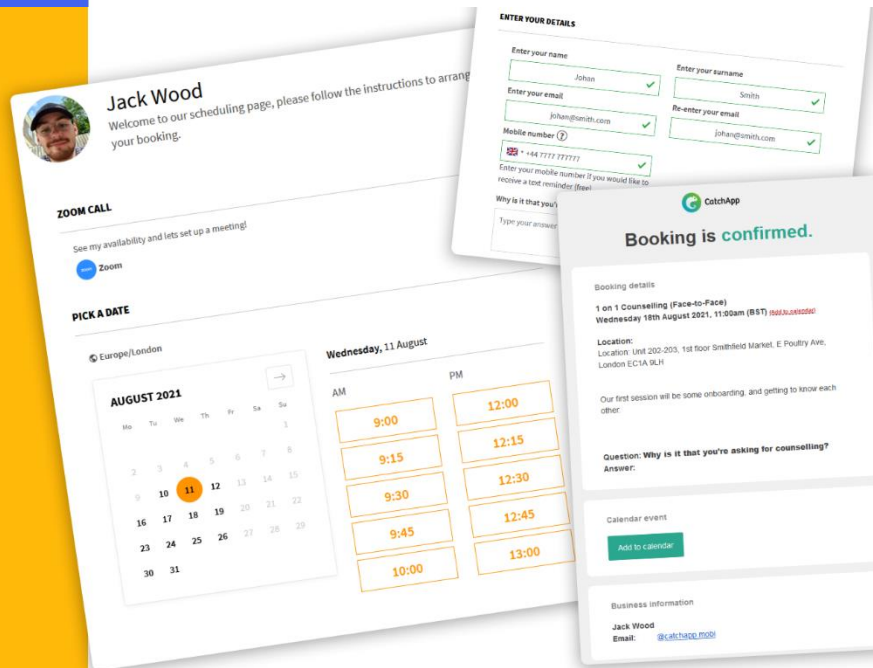 Jack Wood
Welcome to our scheduling page, please follow the instructions to arrang
your booking.
ZOOM CALL
See my availability and lets set up a meeting!
Zoom
PICK A DATE
Europe/London
AUGUST 2021
Mo Tu We Th Fr Sa Su
1
2 3 4 5 6 7 8
9 10 11 12 13 14 15
16 17 18 19 20 21 22
23 24 25 26 27 28 29
30 31
Wednesday, 11 August
AM PM
9:00 12:00
9:15 12:15
9:30 12:30
9:45 12:45
10:00 13:00
ENTER YOUR DETAILS
Enter your name Enter your surname
Johan Smith
Enter your email Re-enter your email
johan@smith.com johan@smith.com
Mobile number ?
+44 7777 777777
Enter your mobile number if you would like to
receive a text reminder (free)
Why is it that you'
Type your answer
CatchApp
Booking is confirmed.
Booking details
1 on 1 Counselling (Face-to-Face)
Wednesday 18th August 2021, 11:00am (BST) (Add to calendar)
Location:
Location: Unit 202-203, 1st floor Smithfield Market, E Poultry Ave,
London EC1A 9LH
Our first session will be some onboarding, and getting to know each
other.
Question: Why is it that you're asking for counselling?
Answer:
Calendar event
Add to calendar
Business information
Jack Wood
Email: @catchapp.mobi